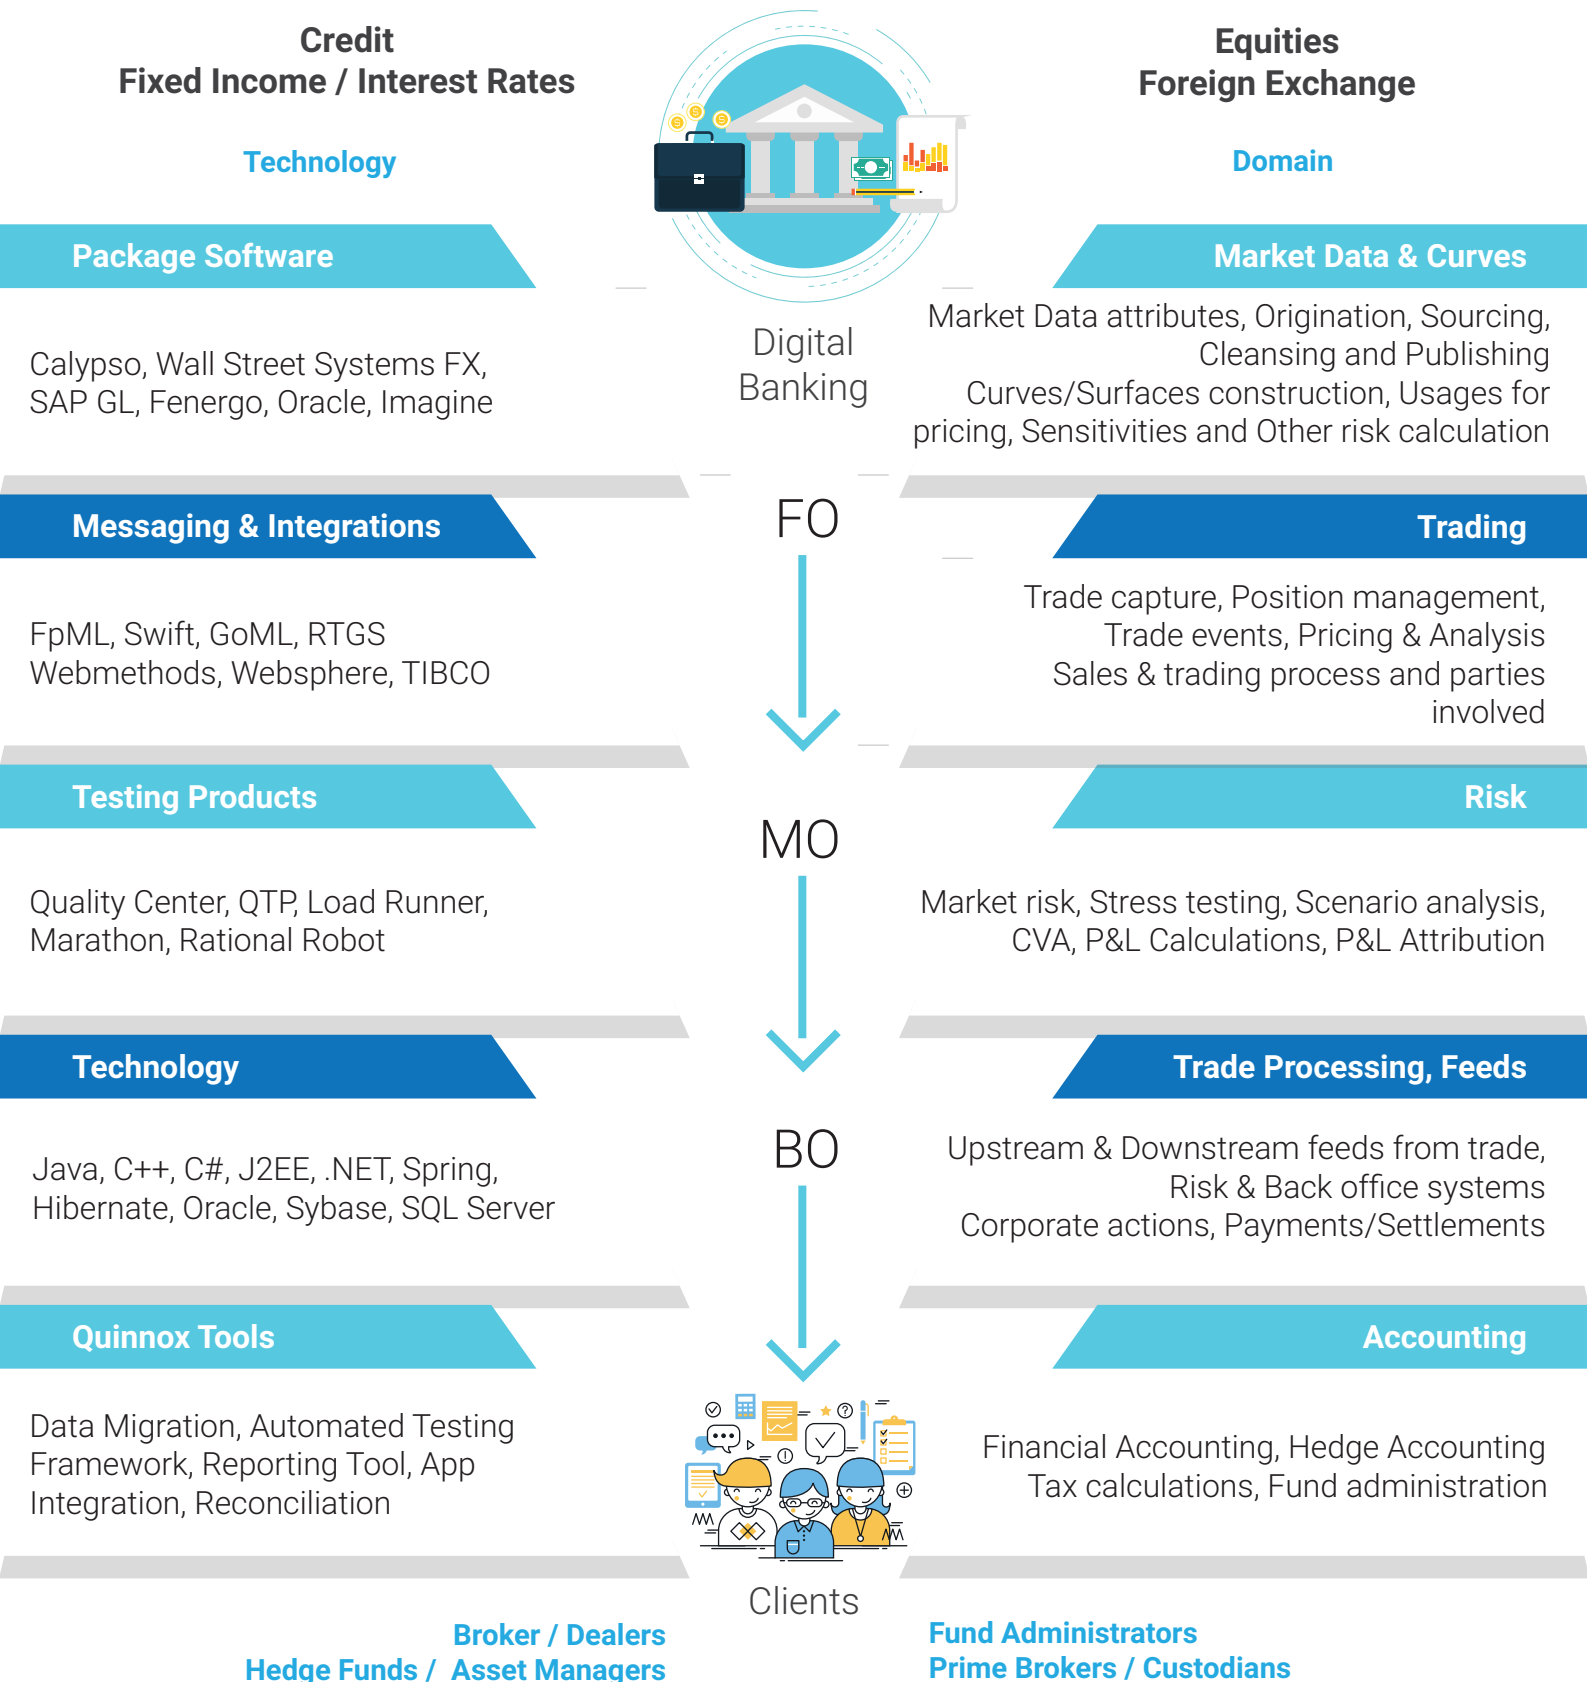 Credit
Fixed Income / Interest Rates
Technology
Equities
Foreign Exchange
Domain
Package Software
Calypso, Wall Street Systems FX,
SAP GL, Fenergo, Oracle, Imagine
Digital
Banking
Market Data & Curves
Market Data attributes, Origination, Sourcing,
Cleansing and Publishing
Curves/Surfaces construction, Usages for
pricing, Sensitivities and Other risk calculation
Messaging & Integrations
FpML, Swift, GoML, RTGS
Webmethods, Websphere, TIBCO
FO
Trading
Trade capture, Position management,
Trade events, Pricing & Analysis
Sales & trading process and parties
involved
Testing Products
Quality Center, QTP, Load Runner,
Marathon, Rational Robot
MO
Risk
Market risk, Stress testing, Scenario analysis,
CVA, P&L Calculations, P&L Attribution
Technology
Java, C++, C#, J2EE, .NET, Spring,
Hibernate, Oracle, Sybase, SQL Server
BO
Trade Processing, Feeds
Upstream & Downstream feeds from trade,
Risk & Back office systems
Corporate actions, Payments/Settlements
Quinnox Tools
Data Migration, Automated Testing
Framework, Reporting Tool, App
Integration, Reconciliation
Accounting
Financial Accounting, Hedge Accounting
Tax calculations, Fund administration
Clients
Broker / Dealers
Hedge Funds / Asset Managers
Fund Administrators
Prime Brokers / Custodians